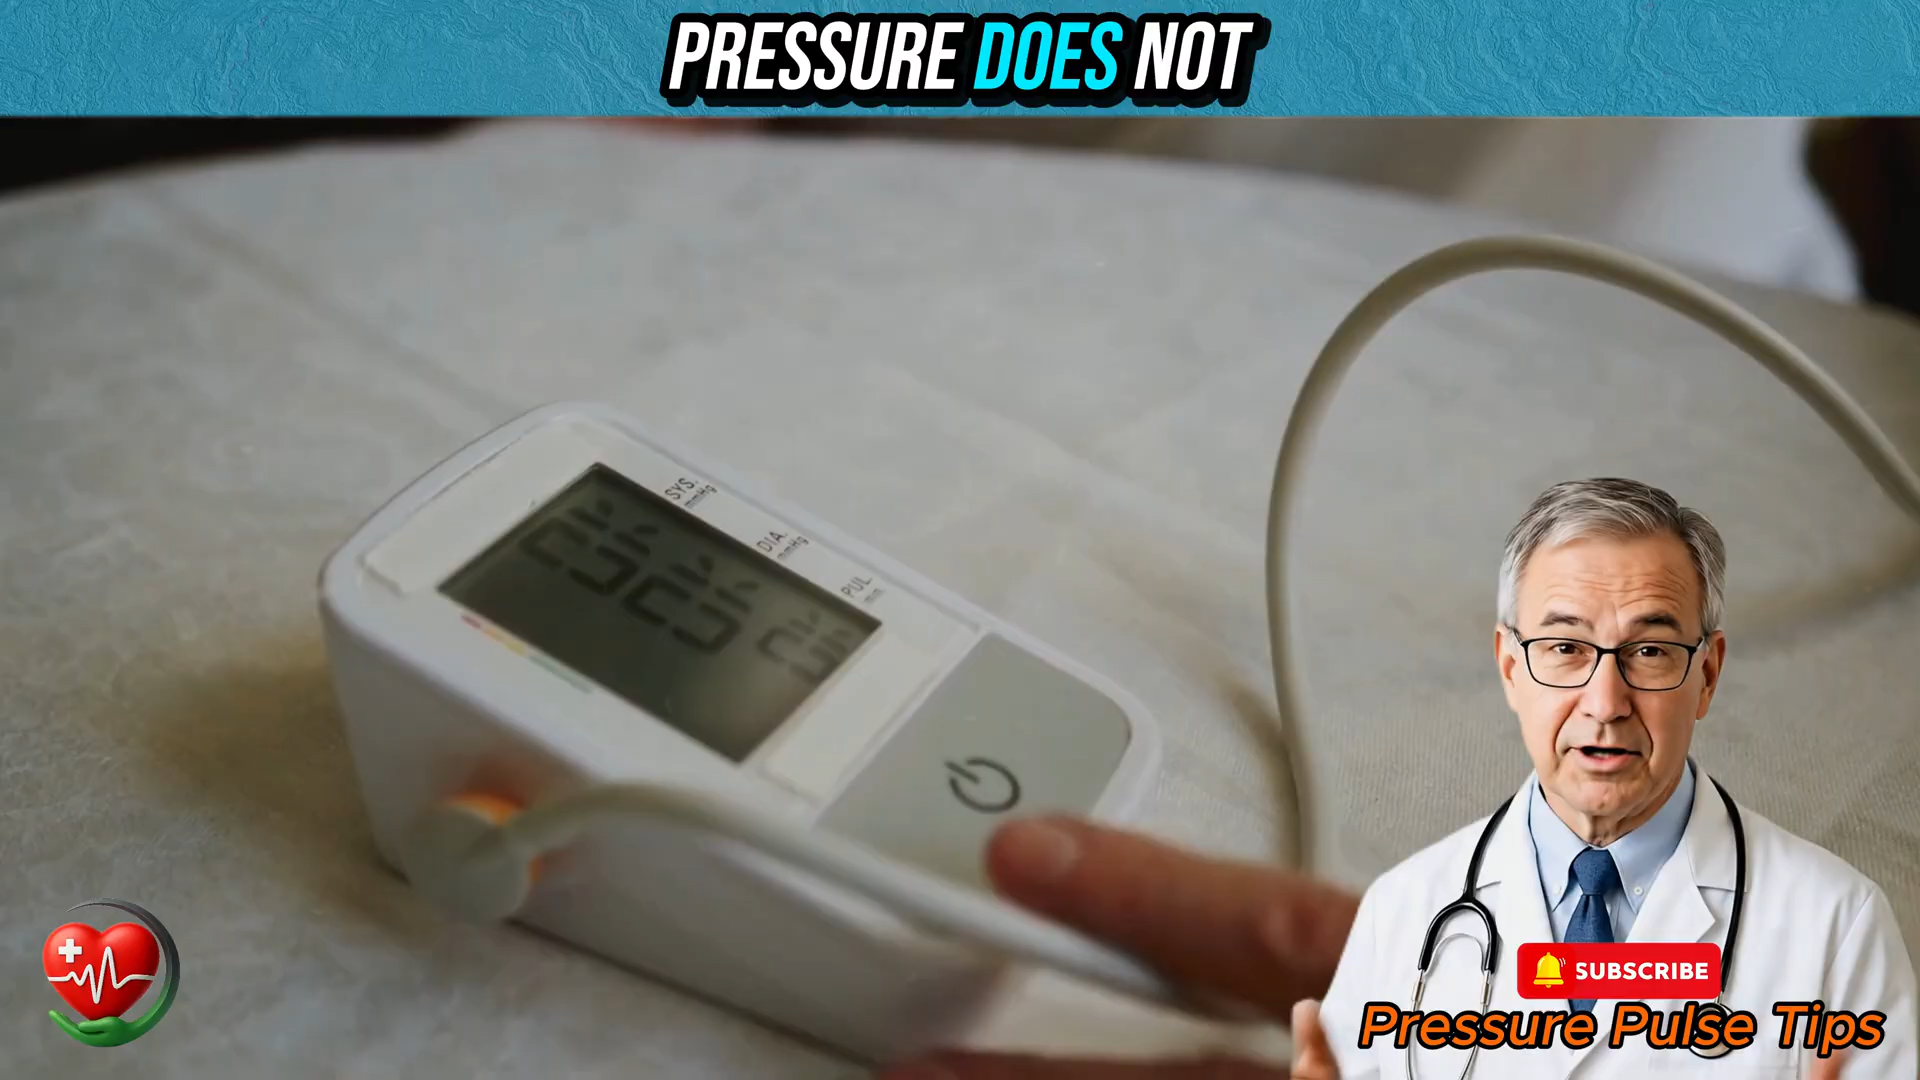 PRESSURE DOES NOT
SYS.
mmHg
DIA.
mmHg
PUL
min
SUBSCRIBE
Pressure Pulse Tips